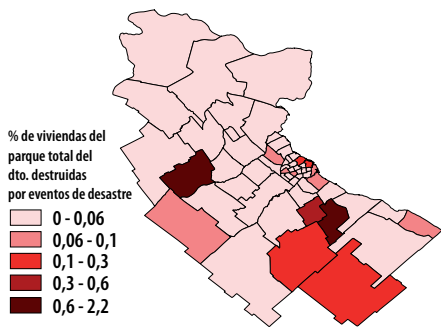 % de viviendas del
parque total del
dto. destruidas
por eventos de desastre
0 - 0,06
0,06 - 0,1
0,1 - 0,3
0,3 - 0,6
0,6 - 2,2